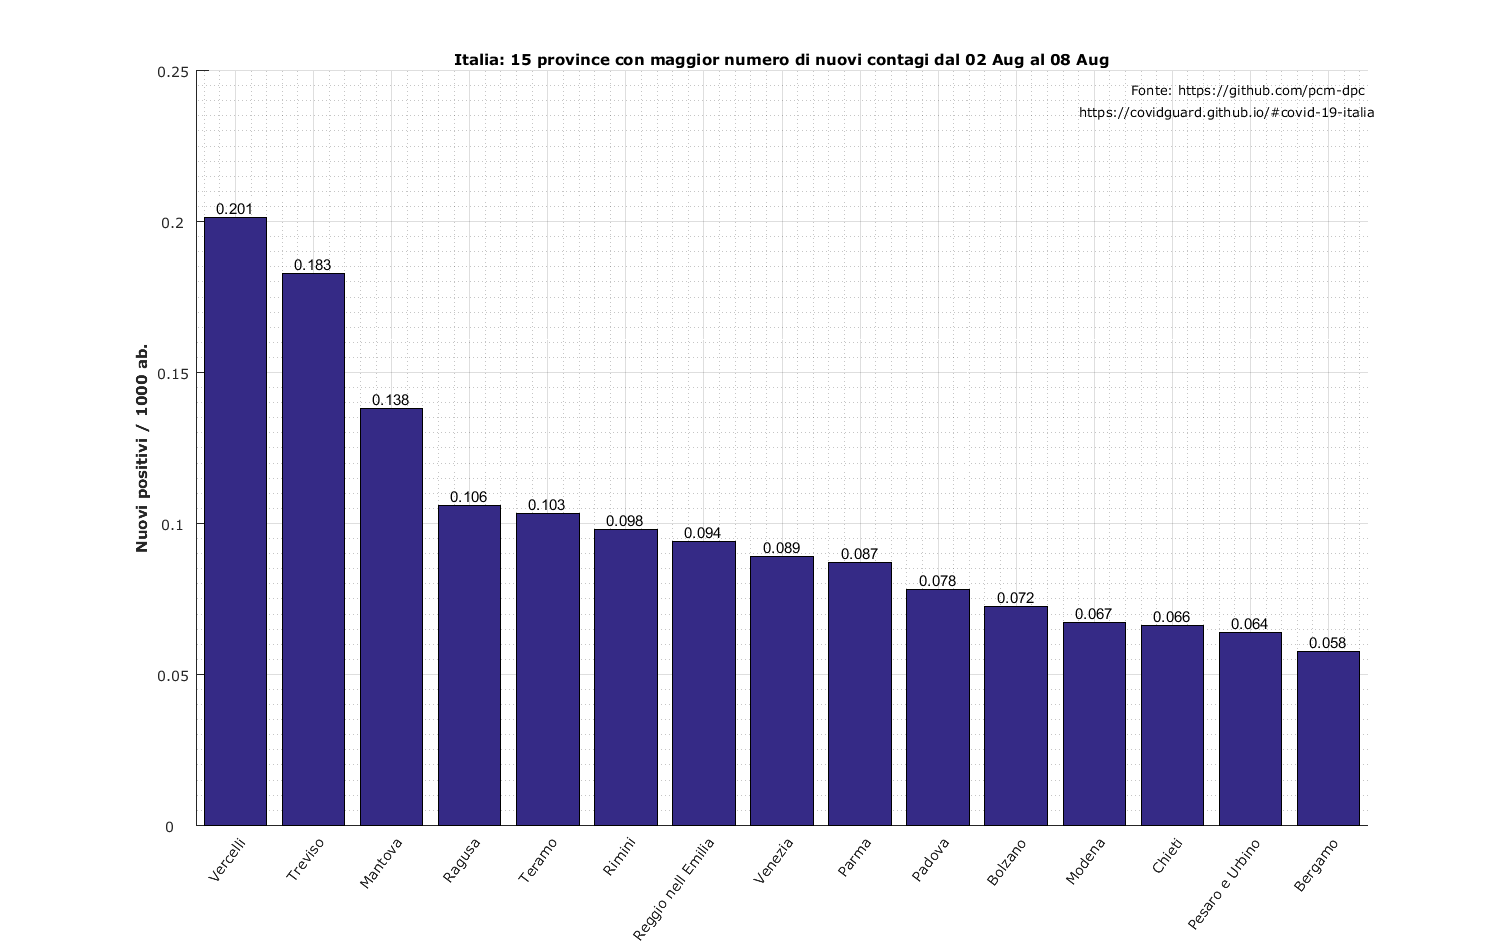 Italia: 15 province con maggior numero di nuovi contagi dal 02 Aug al 08 Aug
Fonte: https://github.com/pcm-dpc
https://covidguard.github.io/#covid-19-italia
Nuovi positivi / 1000 ab.
0.25
0.2
0.15
0.1
0.05
0
0.201
0.183
0.138
0.106
0.103
0.098
0.094
0.089
0.087
0.078
0.072
0.067
0.066
0.064
0.058
Vercelli
Treviso
Mantova
Ragusa
Teramo
Rimini
Reggio nell Emilia
Venezia
Parma
Padova
Bolzano
Modena
Chieti
Pesaro e Urbino
Bergamo